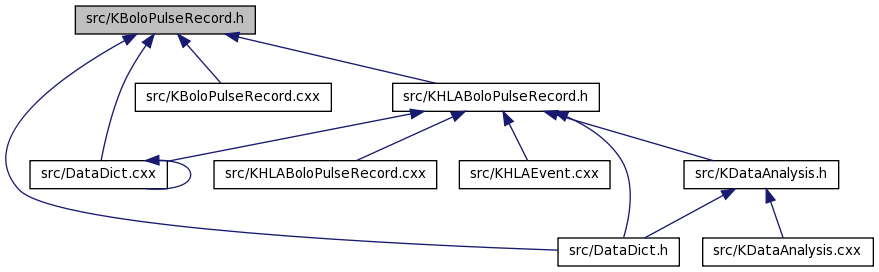 src/KBoloPulseRecord.h
src/KBoloPulseRecord.cxx
src/KHLABoloPulseRecord.h
src/DataDict.cxx
src/KHLABoloPulseRecord.cxx
src/KHLAEvent.cxx
src/KDataAnalysis.h
src/DataDict.h
src/KDataAnalysis.cxx